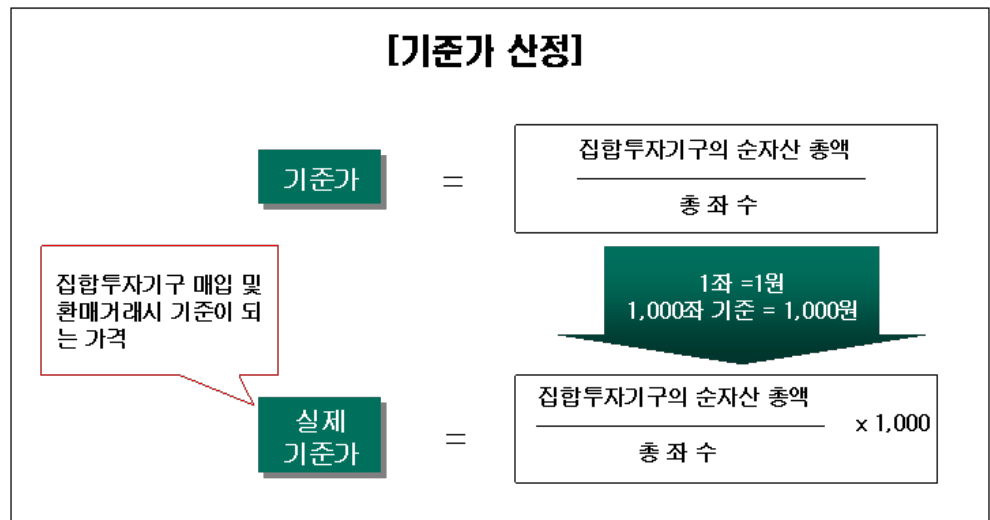 [기준가 산정]
기준가
=
집합투자기구의 순자산 총액
총 좌 수
집합투자기구 매입 및
환매거래시 기준이 되
는 가격
1좌 =1원
1,000좌 기준 = 1,000원
실제
기준가
=
집합투자기구의 순자산 총액
총 좌 수
x 1,000